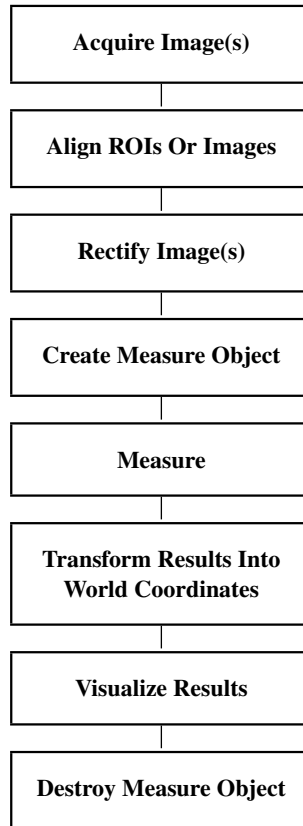 Acquire Image(s)
Align ROIs Or Images
Rectify Image(s)
Create Measure Object
Measure
Transform Results Into
World Coordinates
Visualize Results
Destroy Measure Object